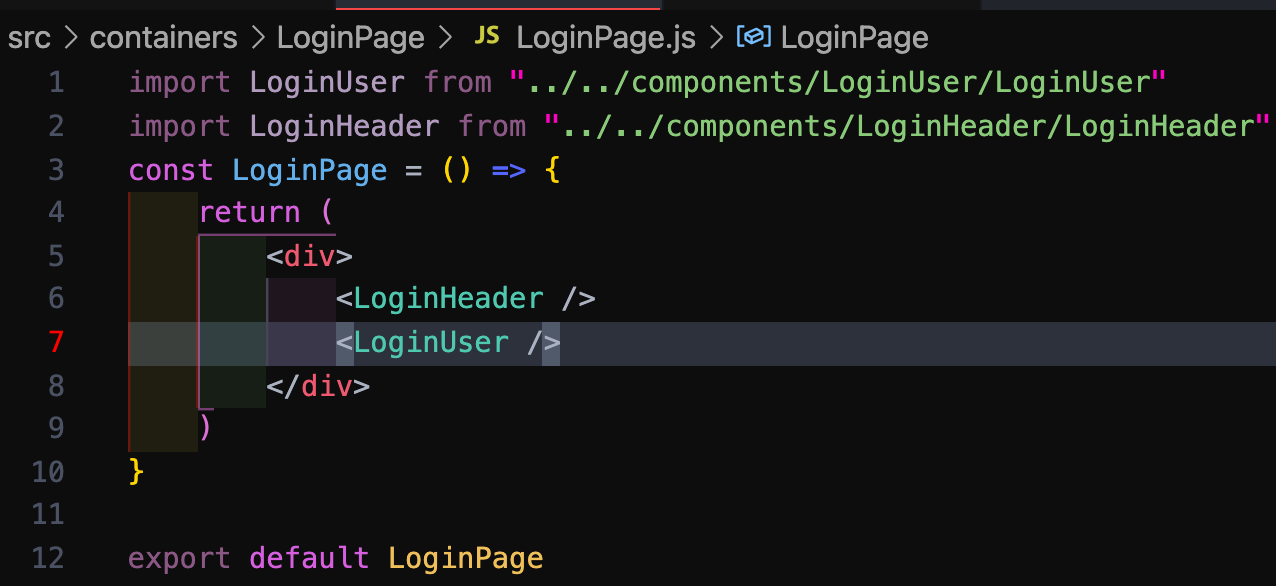 src > containers > LoginPage > JS LoginPage.js > LoginPage
1 import LoginUser from "../../components/LoginUser/LoginUser"
2 import LoginHeader from "../../components/LoginHeader/LoginHeader"
3 const LoginPage = () => {
4 return (
5 <div>
6 <LoginHeader />
7 <LoginUser />
8 </div>
9 )
10 }
11
12 export default LoginPage